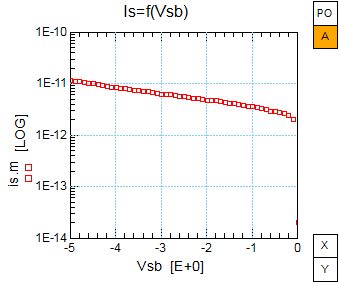 Is=f(Vsb)
PO
A
1E-10
1E-11
1E-12
1E-13
1E-14
is.m [LOG]
-5 -4 -3 -2 -1 0
Vsb [E+0]
X
Y